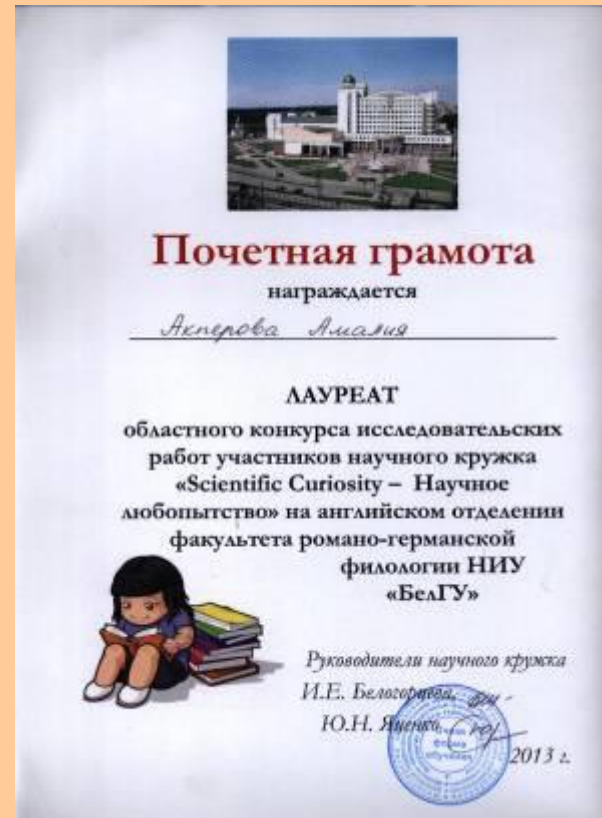 Почетная грамота
награждается
Акперова Амалия
ЛАУРЕАТ
областного конкурса исследовательских
работ участников научного кружка
«Scientific Curiosity – Научное
любопытство» на английском отделении
факультета романо-германской
филологии НИУ
«БелГУ»
Руководители научного кружка
И.Е. Белогорцева,
Ю.Н. Яценко
2013 г.